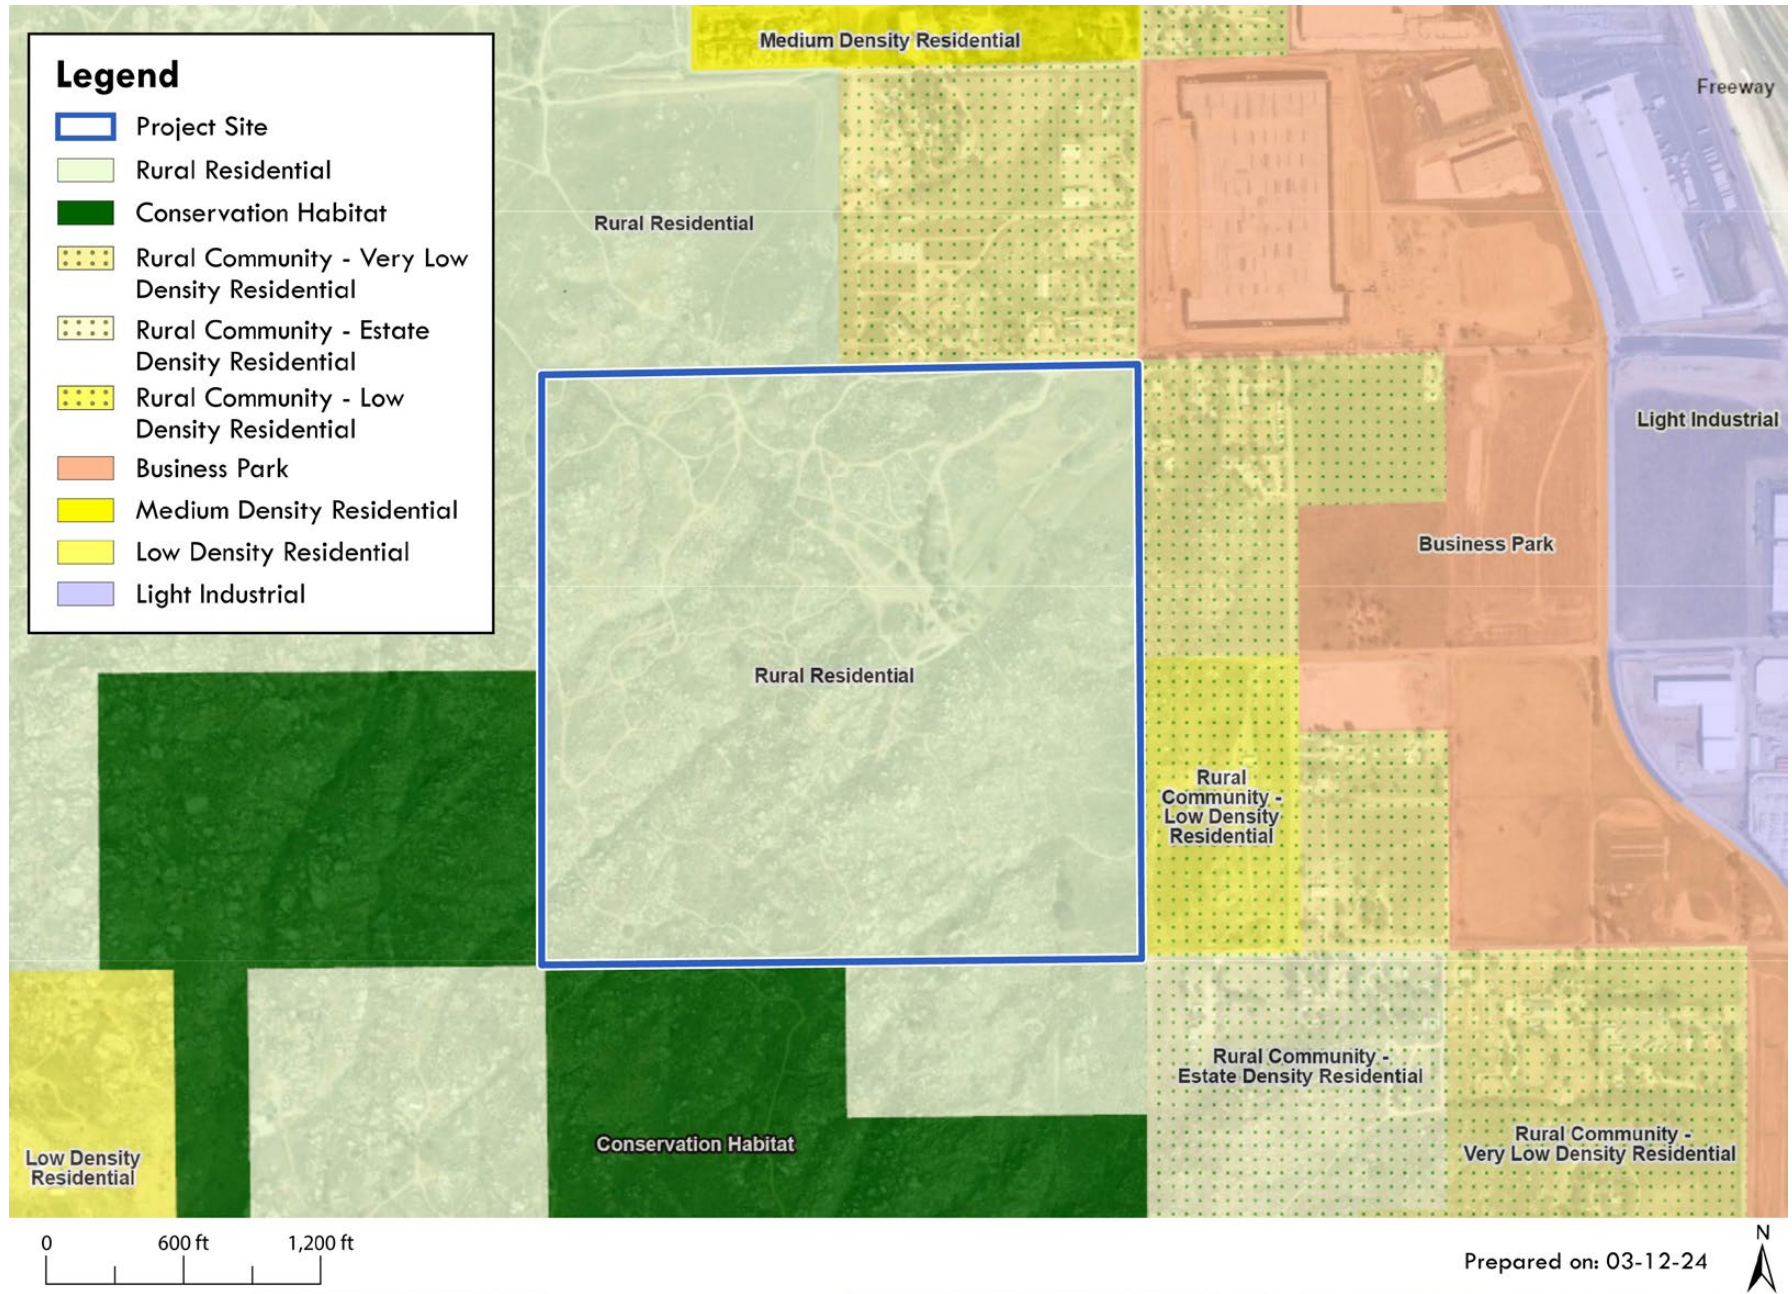 Legend
Project Site
Rural Residential
Conservation Habitat
Rural Community - Very Low
Density Residential
Rural Community - Estate
Density Residential
Rural Community - Low
Density Residential
Business Park
Medium Density Residential
Low Density Residential
Light Industrial
Medium Density Residential
Freeway
Rural Residential
Light Industrial
Business Park
Rural Residential
Rural
Community -
Low Density
Residential
Rural Community -
Estate Density Residential
Rural Community -
Very Low Density Residential
Conservation Habitat
Low Density
Residential
0 600 ft 1,200 ft
Prepared on: 03-12-24
N